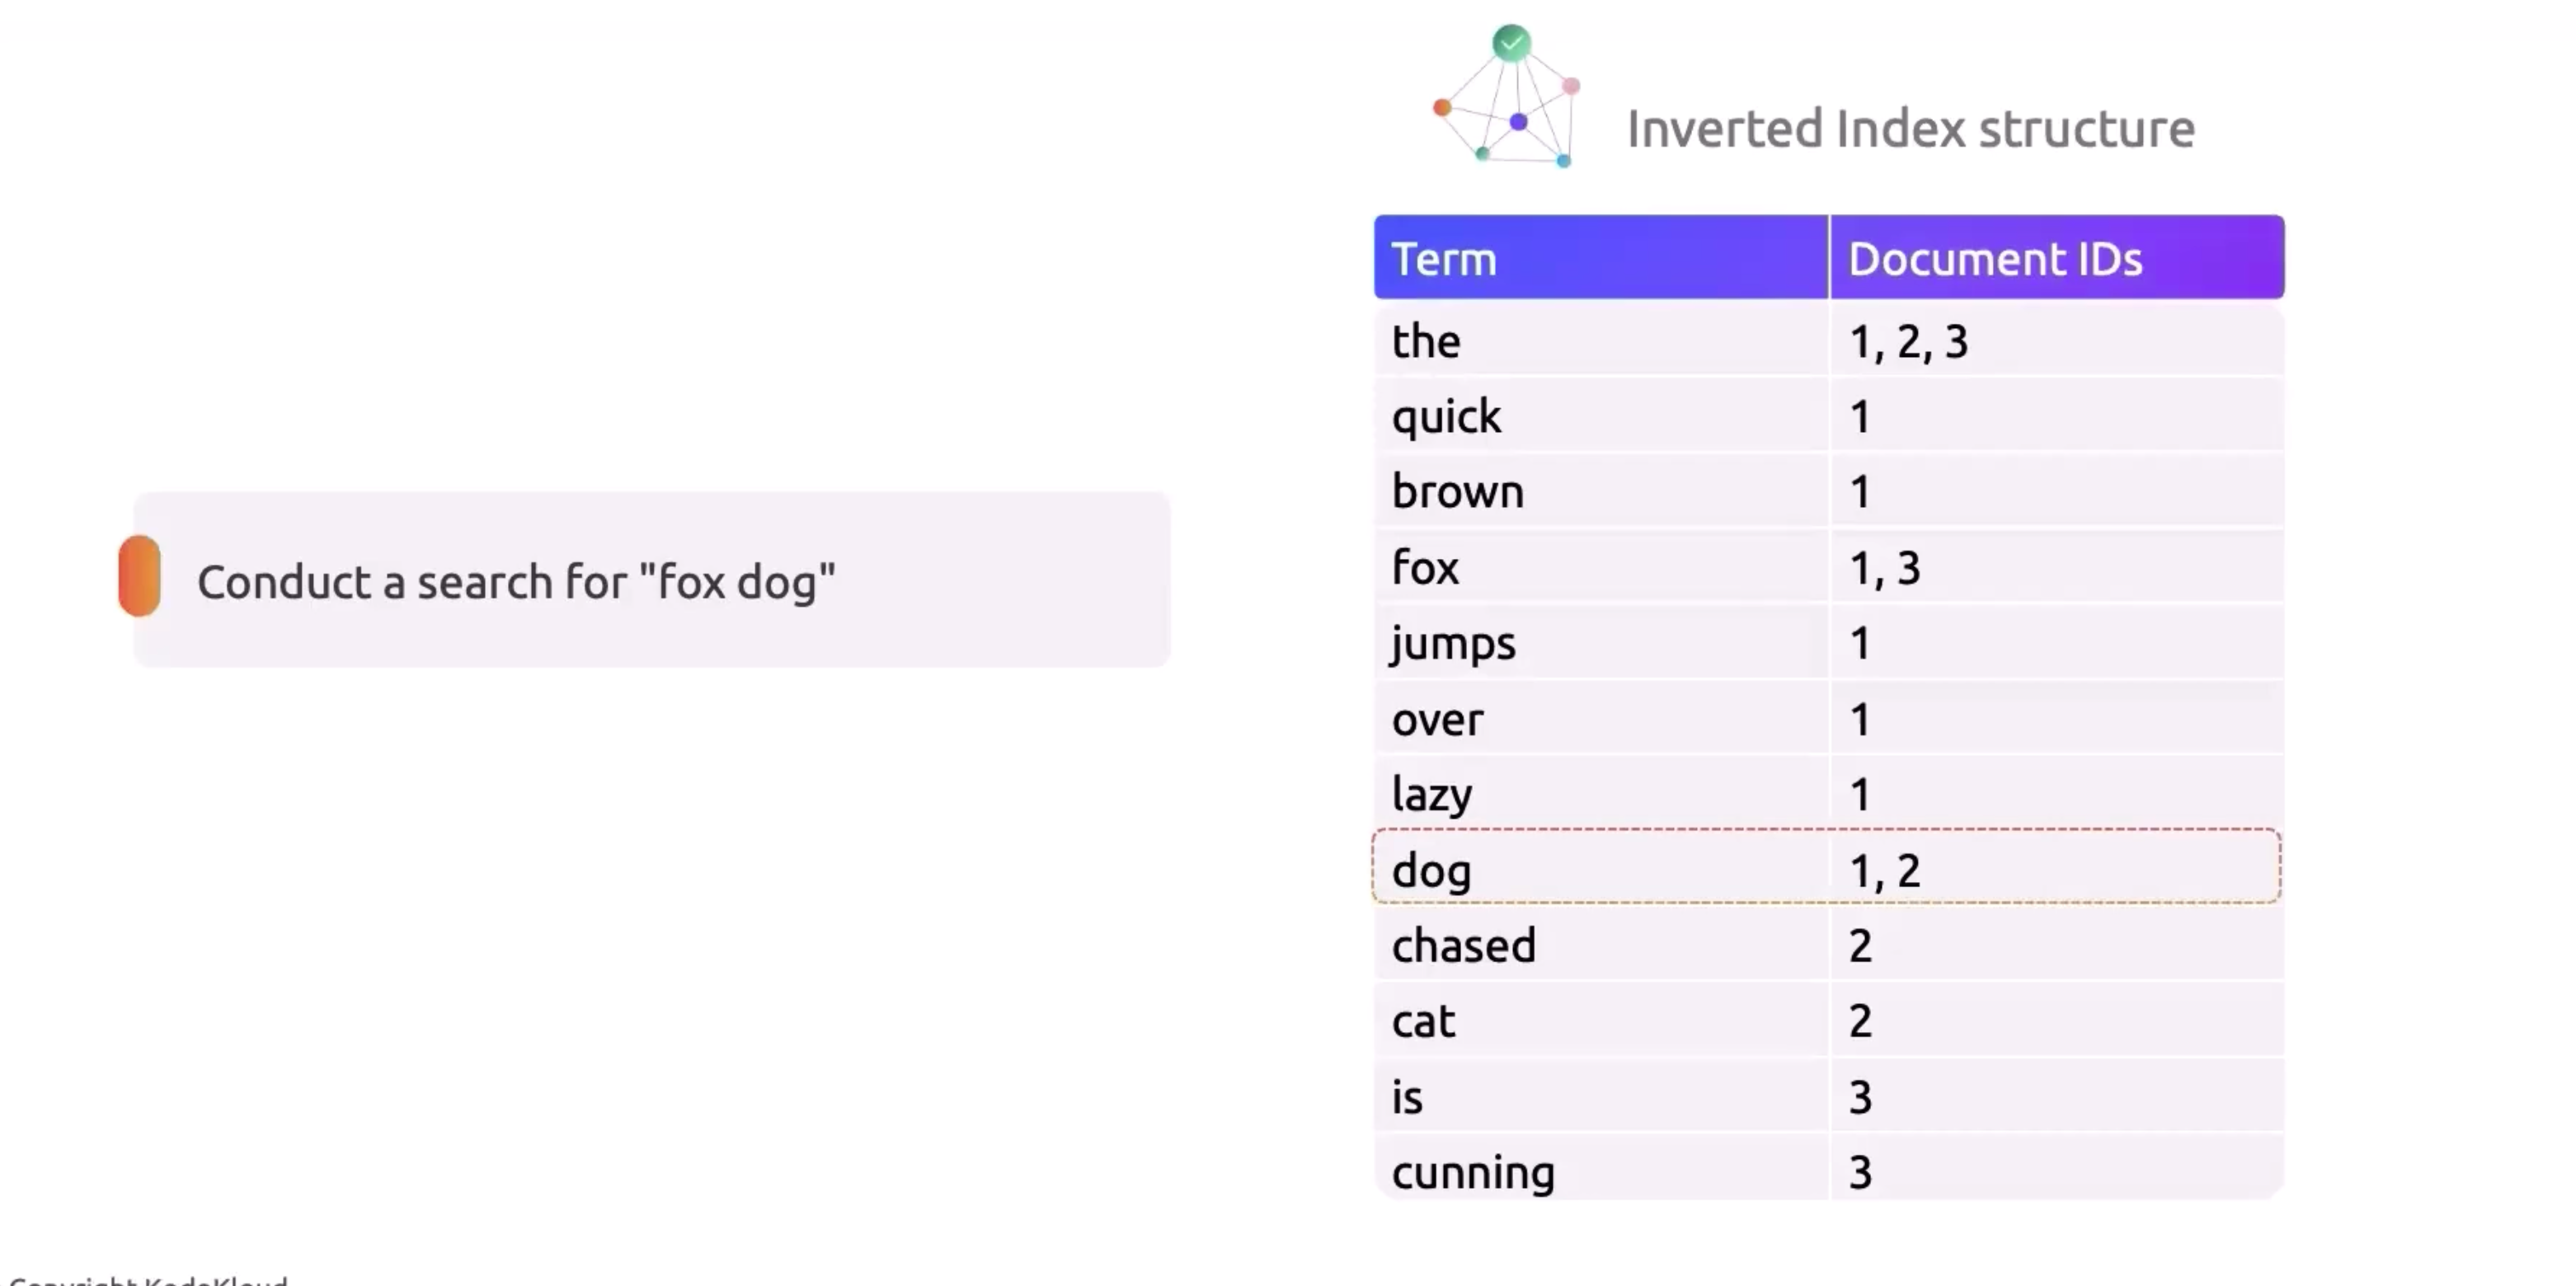 Inverted Index structure
Conduct a search for "fox dog"
Term Document IDs
the 1, 2, 3
quick 1
brown 1
fox 1, 3
jumps 1
over 1
lazy 1
dog 1, 2
chased 2
cat 2
is 3
cunning 3
Copyright KodeKloud